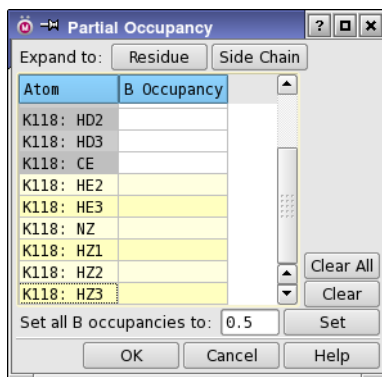 Partial Occupancy
Expand to: Residue Side Chain
Atom B Occupancy
K118: HD2
K118: HD3
K118: CE
K118: HE2
K118: HE3
K118: NZ
K118: HZ1
K118: HZ2
K118: HZ3
Clear All
Clear
Set all B occupancies to: 0.5 Set
OK Cancel Help